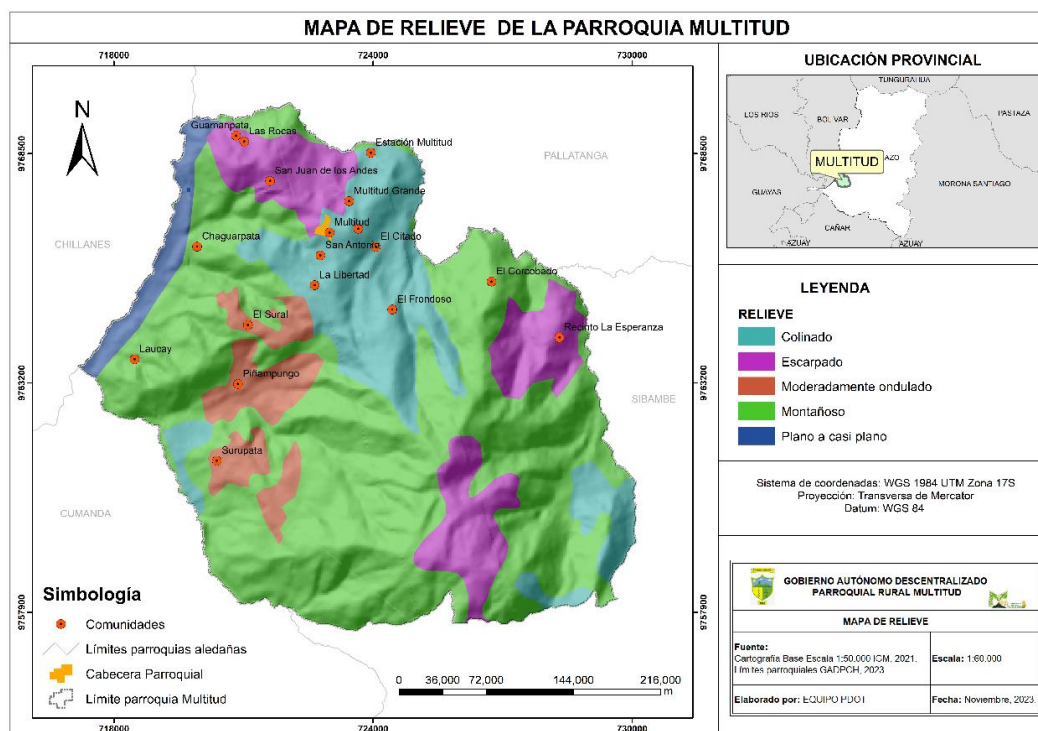 MAPA DE RELIEVE DE LA PARROQUIA MULTITUD
718000
724000
730000
9768500
9763200
9757900
9768500
9763200
9757900
718000
724000
730000
N
Guamanpata
Las Rocas
Estación Multitud
San Juan de los Andes
Multitud Grande
Multitud
San Antonio
El Citado
Chaguarpata
La Libertad
El Corcobado
El Frondoso
El Sural
Recinto La Esperanza
Laucay
Piñampungo
Surupata
PALLATANGA
CHILLANES
SIBAMBE
CUMANDA
Simbología
Comunidades
Límites parroquias aledañas
Cabecera Parroquial
Límite parroquia Multitud
0 36,000 72,000 144,000 216,000
m
UBICACIÓN PROVINCIAL
TUNGURAHUA
LOS RIOS
BOLIVAR
PASTAZA
MULTITUD
AZO
GUAYAS
MORONA SANTIAGO
CAÑAR
AZUAY
AZUAY
LEYENDA
RELIEVE
Colinado
Escarpado
Moderadamente ondulado
Montañoso
Plano a casi plano
Sistema de coordenadas: WGS 1984 UTM Zona 17S
Proyección: Transversa de Mercator
Datum: WGS 84
GOBIERNO AUTÓNOMO DESCENTRALIZADO
PARROQUIAL RURAL MULTITUD
MAPA DE RELIEVE
Fuente:
Cartografía Base Escala 1:50.000 IGM, 2021.
Límites parroquiales GADPCH, 2023
Escala: 1:60.000
Elaborado por: EQUIPO PDOT
Fecha: Noviembre, 2023.